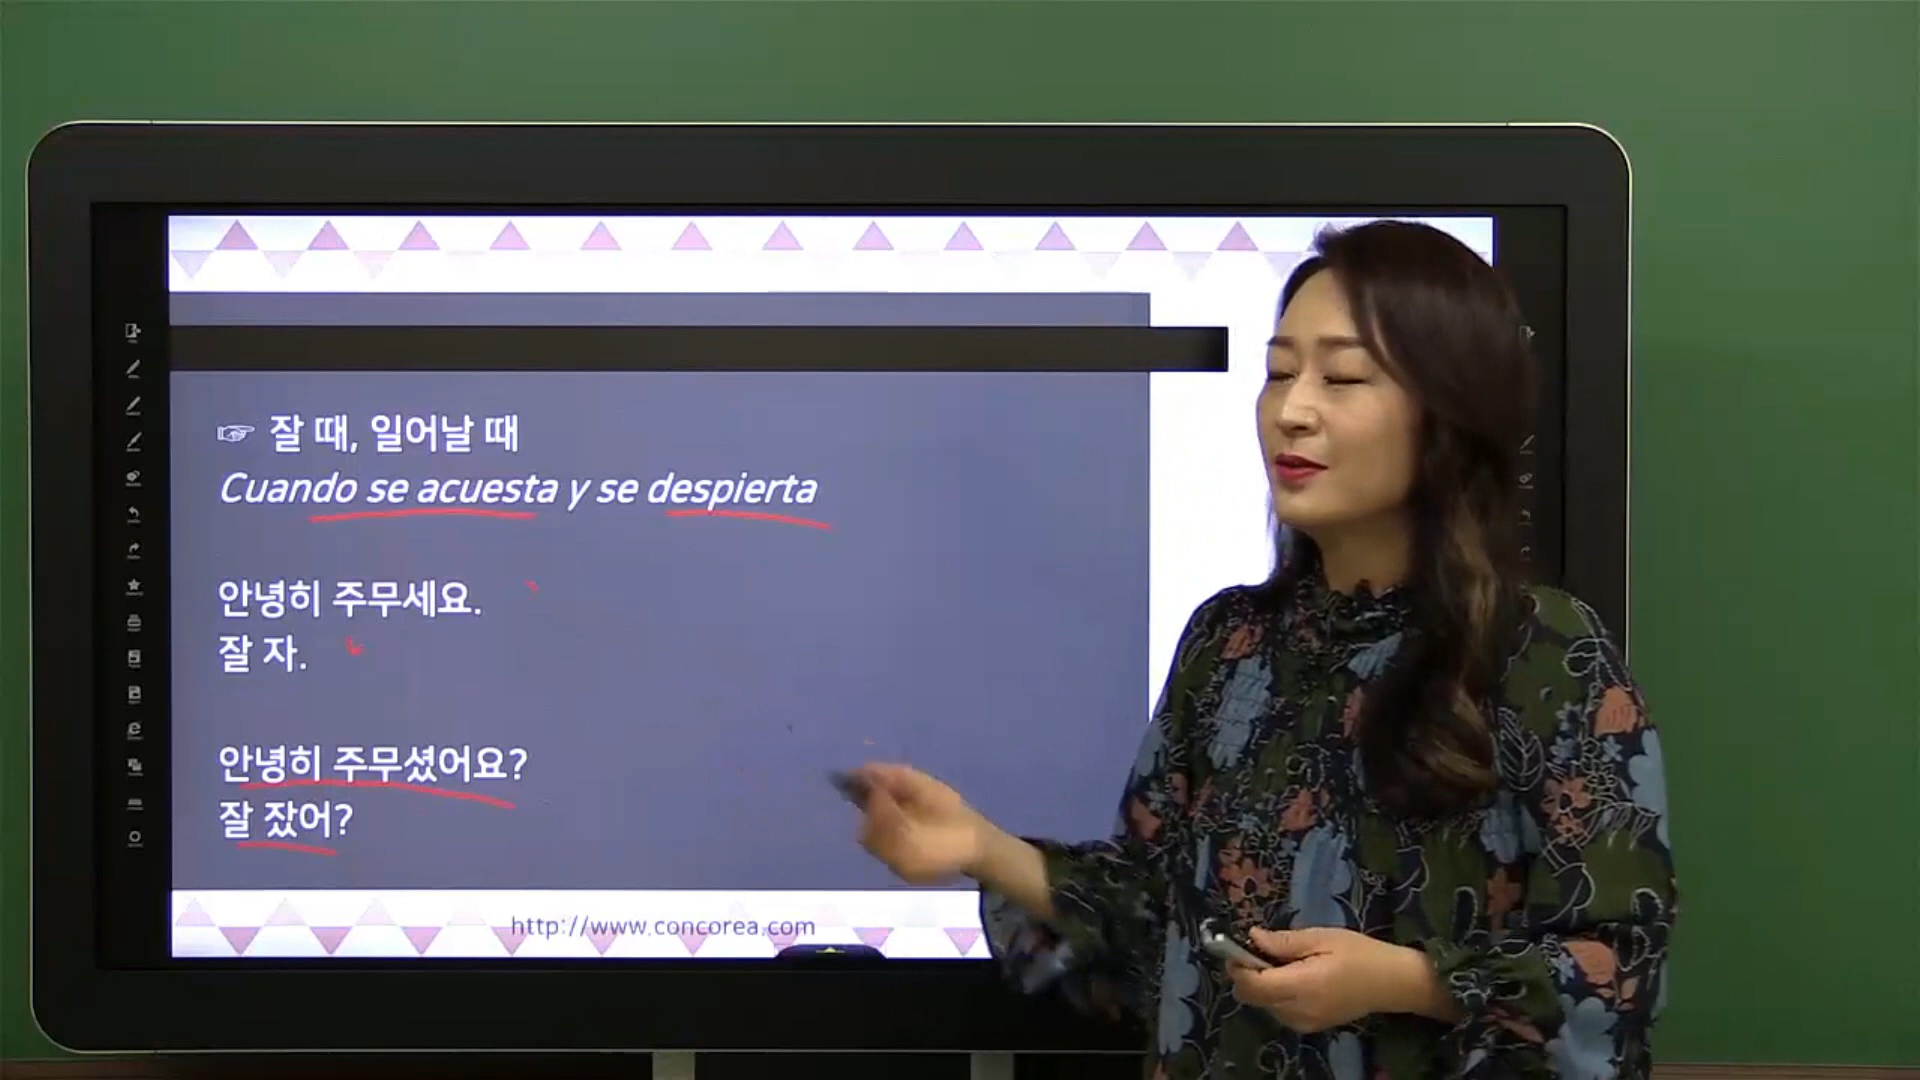 ☞ 잘 때, 일어날 때
Cuando se acuesta y se despierta
안녕히 주무세요.
잘 자.
안녕히 주무셨어요?
잘 잤어?
http://www.concorea.com